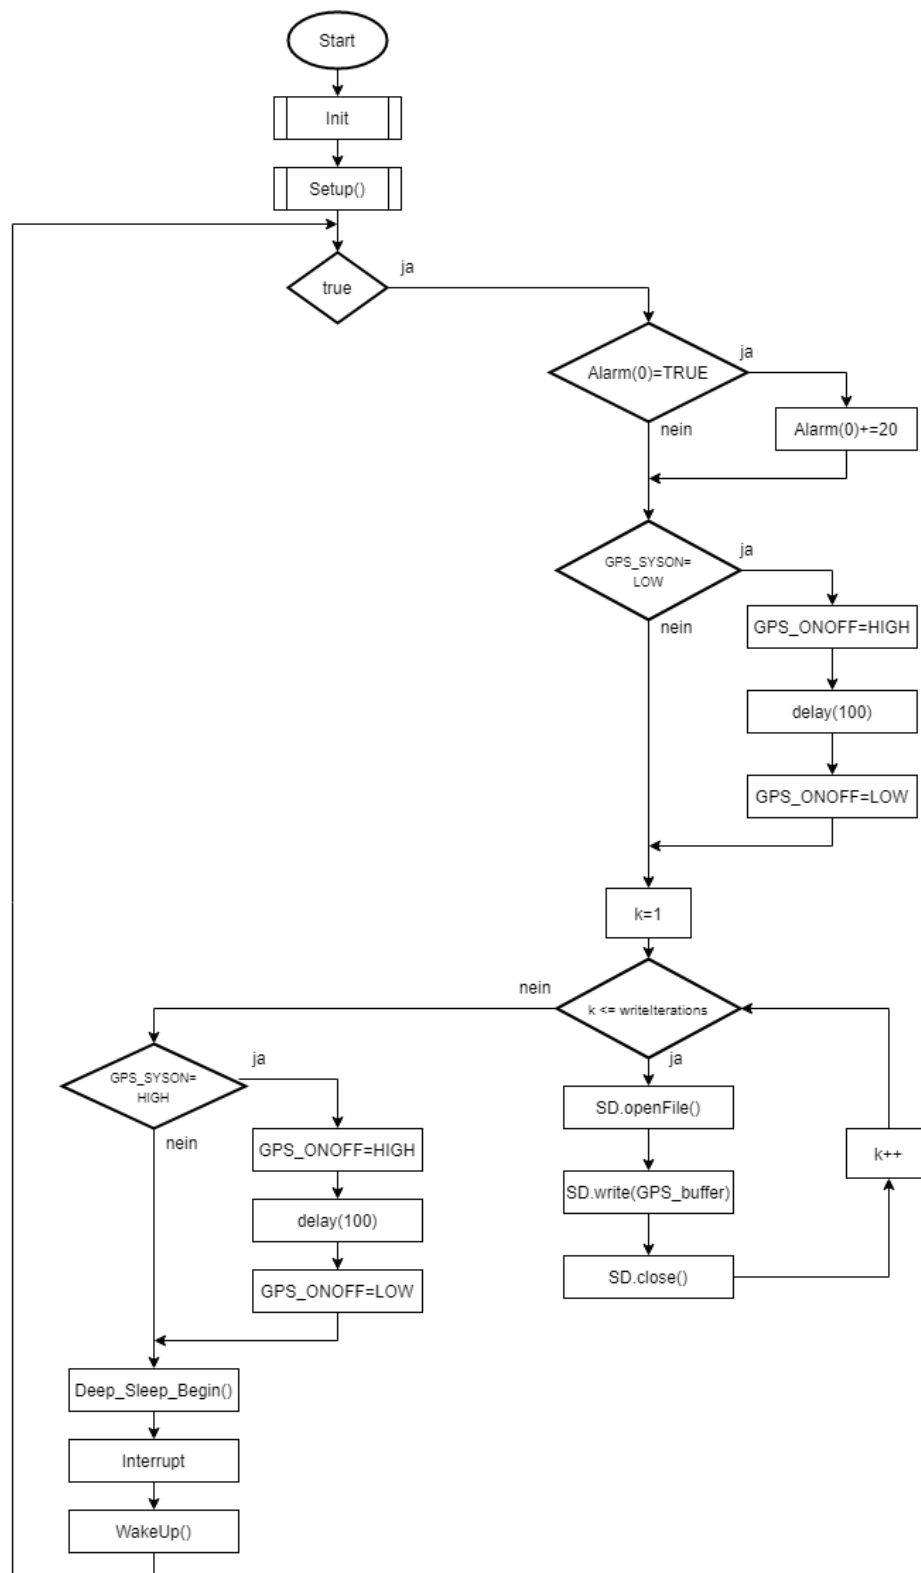 Start
Init
Setup()
true
ja
Alarm(0)=TRUE
ja
nein
Alarm(0)+=20
GPS_SYSON=
LOW
ja
nein
GPS_ONOFF=HIGH
delay(100)
GPS_ONOFF=LOW
k=1
k <= writeIterations
nein
ja
SD.openFile()
SD.write(GPS_buffer)
SD.close()
k++
GPS_SYSON=
HIGH
ja
nein
GPS_ONOFF=HIGH
delay(100)
GPS_ONOFF=LOW
Deep_Sleep_Begin()
Interrupt
WakeUp()